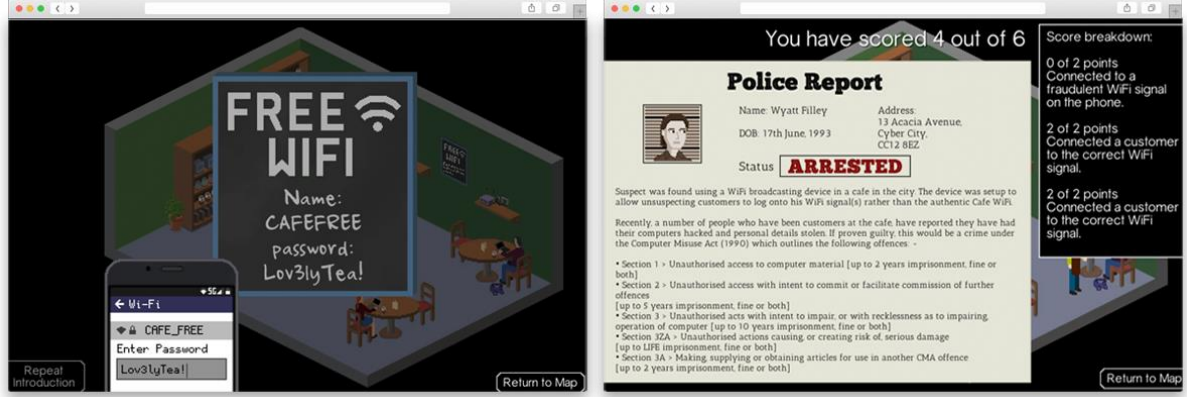 FREE
WIFI
Name:
CAFEFREE
password:
Lov3lyTea!
5G
Wi-Fi
CAFE_FREE
Enter Password
Lov3lyTea!
Repeat
Introduction
Return to Map
You have scored 4 out of 6
Police Report
Name: Wyatt Filley
DOB: 17th June, 1993
Address:
13 Acacia Avenue,
Cyber City,
CC12 8EZ
Status ARRESTED
Suspect was found using a WiFi broadcasting device in a cafe in the city. The device was setup to
allow unsuspecting customers to log onto his WiFi signal(s) rather than the authentic Cafe WiFi.
Recently, a number of people who have been customers at the cafe, have reported they have had
their computers hacked and personal details stolen. If proven guilty, this would be a crime under
the Computer Misuse Act (1990) which outlines the following offences: -
• Section 1 > Unauthorised access to computer material [up to 2 years imprisonment, fine or
both]
• Section 2 > Unauthorised access with intent to commit or facilitate commission of further
offences
[up to 5 years imprisonment, fine or both]
• Section 3 > Unauthorised acts with intent to impair, or with recklessness as to impairing,
operation of computer [up to 10 years imprisonment, fine or both]
• Section 3ZA > Unauthorised actions causing, or creating risk of, serious damage
[up to LIFE imprisonment, fine or both]
• Section 3A > Making, supplying or obtaining articles for use in another CMA offence
[up to 2 years imprisonment, fine or both]
Score breakdown:
0 of 2 points
Connected to a
fraudulent WiFi signal
on the phone.
2 of 2 points
Connected a customer
to the correct WiFi
signal.
2 of 2 points
Connected a customer
to the correct WiFi
signal.
Return to Map